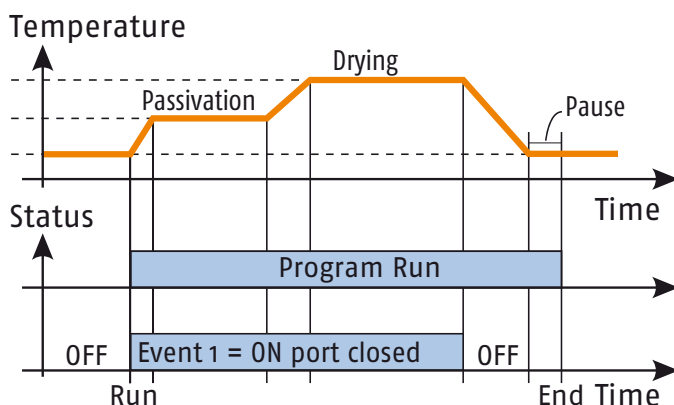 Temperature
Drying
Passivation
Pause
Time
Status
Program Run
OFF
Event 1 = ON port closed
OFF
Run
End Time